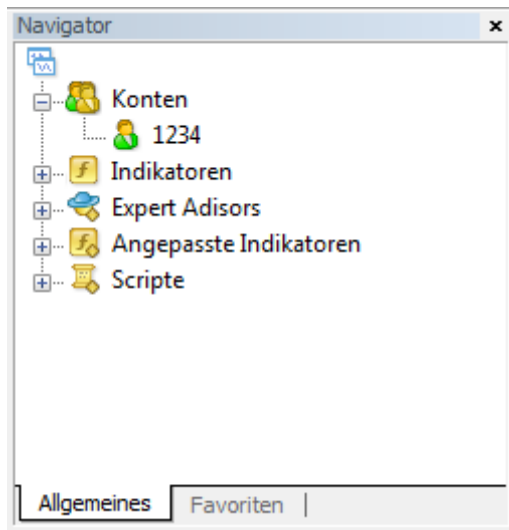 Navigator
Konten
1234
Indikatoren
Expert Adisors
Angepasste Indikatoren
Scripte
Allgemeines Favoriten